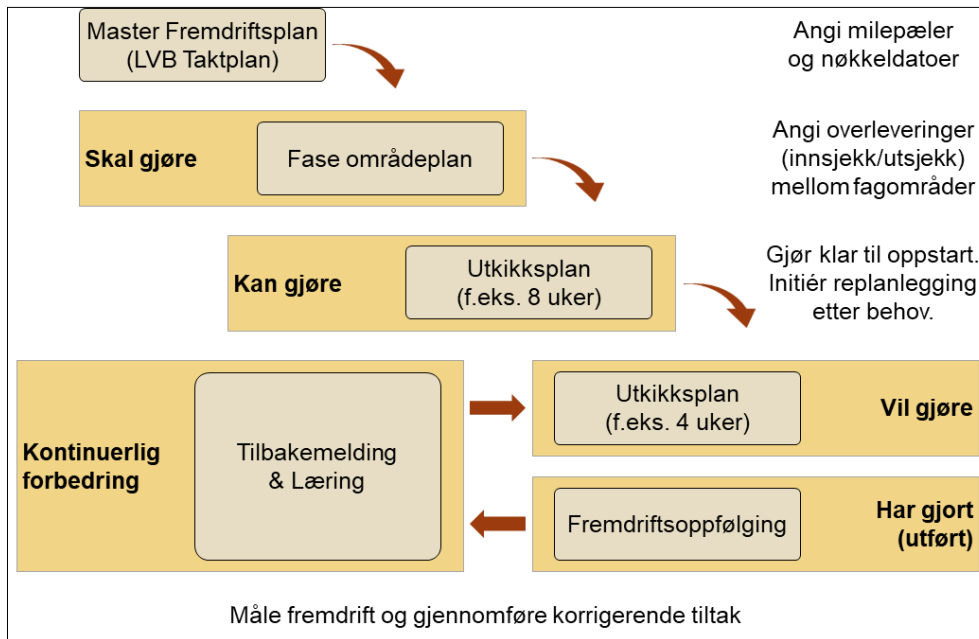 Master Fremdriftsplan
(LVB Taktplan)
Angi milepæler
og nøkkeldatoer
Skal gjøre
Fase områdeplan
Angi overleveringer
(innsjekk/utsjekk)
mellom fagområder
Kan gjøre
Utkikksplan
(f.eks. 8 uker)
Gjør klar til oppstart.
Initiér replanlegging
etter behov.
Kontinuerlig
forbedring
Tilbakemelding
& Læring
Utkikksplan
(f.eks. 4 uker)
Vil gjøre
Fremdriftsoppfølging
Har gjort
(utført)
Måle fremdrift og gjennomføre korrigerende tiltak